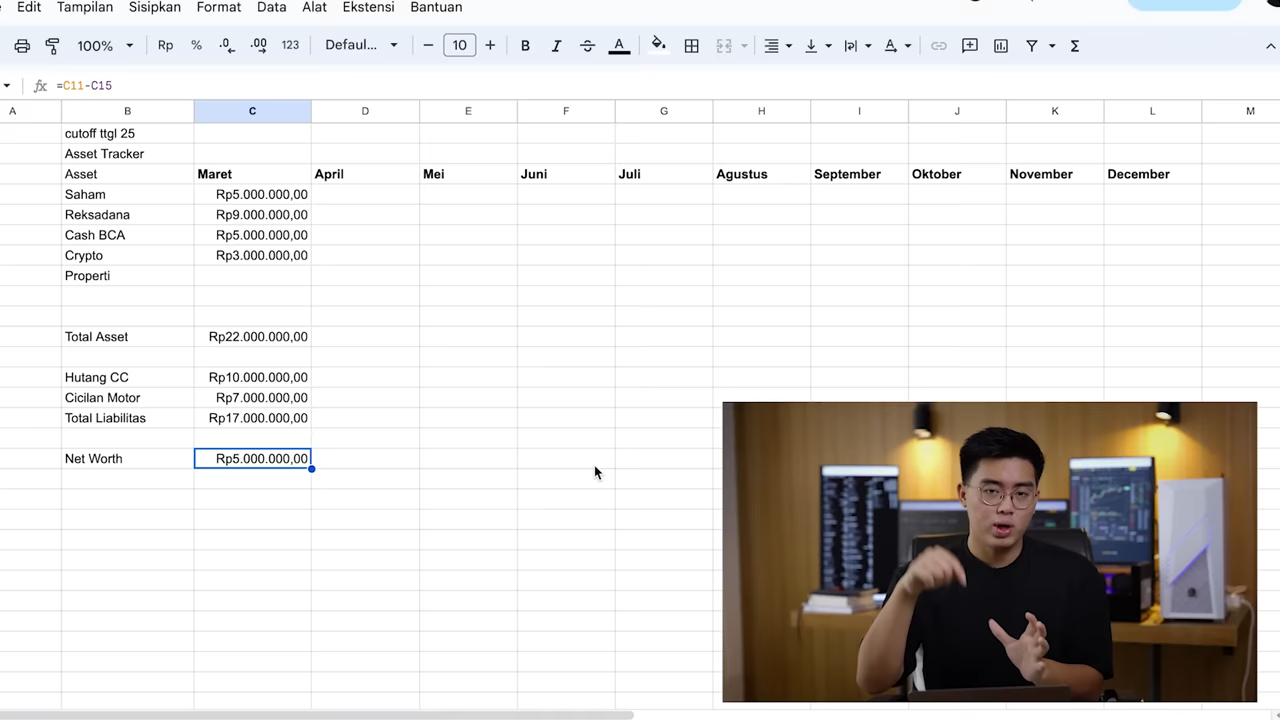 Edit Tampilan Sisipkan Format Data Alat Ekstensi Bantuan
100% Rp % .0 .00 123 Defaul... 10 B I S A
=C11-C15
A B C D E F G H I J K L M
cutoff ttgl 25
Asset Tracker
Asset Maret April Mei Juni Juli Agustus September Oktober November December
Saham Rp5.000.000,00
Reksadana Rp9.000.000,00
Cash BCA Rp5.000.000,00
Crypto Rp3.000.000,00
Properti
Total Asset Rp22.000.000,00
Hutang CC Rp10.000.000,00
Cicilan Motor Rp7.000.000,00
Total Liabilitas Rp17.000.000,00
Net Worth Rp5.000.000,00